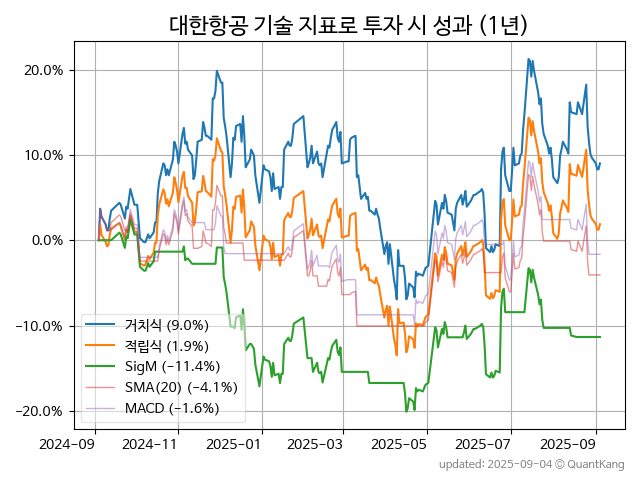 대한항공 기술 지표로 투자 시 성과 (1년)
20.0%
10.0%
0.0%
−10.0%
−20.0%
거치식 (9.0%)
적립식 (1.9%)
SigM (−11.4%)
SMA(20) (−4.1%)
MACD (−1.6%)
2024-09 2024-11 2025-01 2025-03 2025-05 2025-07 2025-09
updated: 2025-09-04 © QuantKang